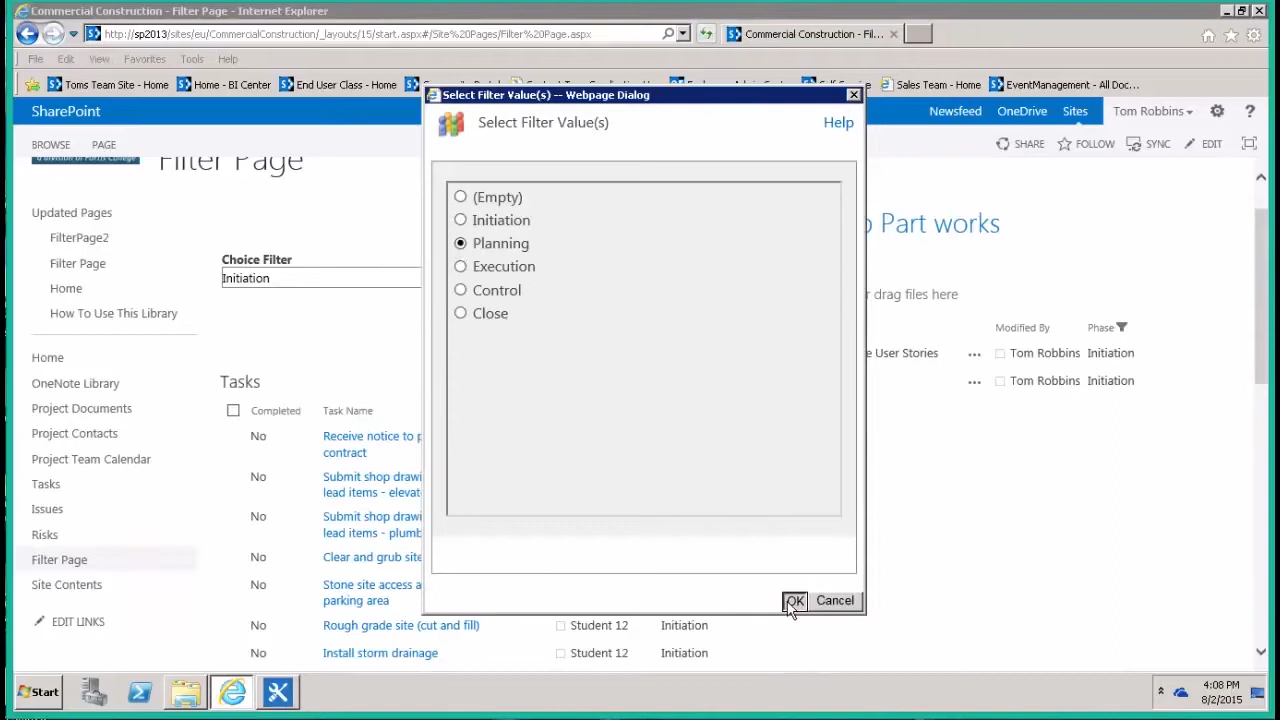 Commercial Construction - Filter Page - Internet Explorer
http://sp2013/sites/eu/CommercialConstruction/_layouts/15/start.aspx#/Site%20Pages/Filter%20Page.aspx
Commercial Construction - Fil...
File Edit View Favorites Tools Help
Toms Team Site - Home
Home - BI Center
End User Class - Home
Sales Team - Home
EventManagement - All Doc...
SharePoint
Newsfeed OneDrive Sites Tom Robbins
BROWSE PAGE
SHARE FOLLOW SYNC EDIT
a division of Fortis College
Filter Page
Updated Pages
FilterPage2
Filter Page
Home
How To Use This Library
Home
OneNote Library
Project Documents
Project Contacts
Project Team Calendar
Tasks
Issues
Risks
Filter Page
Site Contents
EDIT LINKS
Choice Filter
Initiation
Tasks
Completed Task Name
No Receive notice to p
contract
No Submit shop drawi
lead items - elevat
No Submit shop drawi
lead items - plumb
No Clear and grub site
No Stone site access a
parking area
No Rough grade site (cut and fill) Student 12 Initiation
No Install storm drainage Student 12 Initiation
Select Filter Value(s) -- Webpage Dialog
Select Filter Value(s)
Help
(Empty)
Initiation
Planning
Execution
Control
Close
OK Cancel
Part works
r drag files here
Modified By Phase
e User Stories ... Tom Robbins Initiation
... Tom Robbins Initiation
Start
4:08 PM
8/2/2015